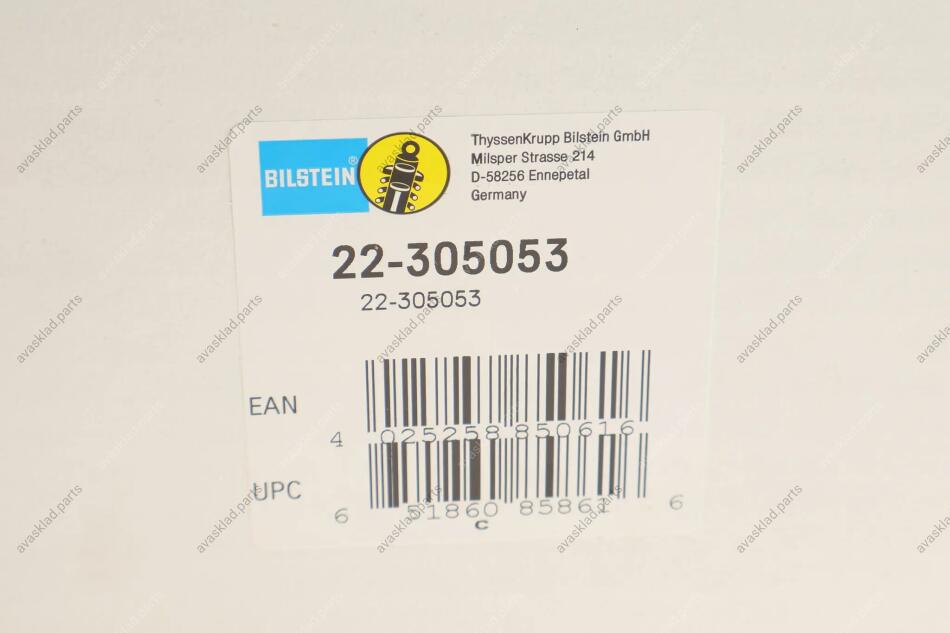 BILSTEIN®
ThyssenKrupp Bilstein GmbH
Milsper Strasse 214
D-58256 Ennepetal
Germany
22-305053
22-305053
EAN
4 025258 850616
UPC
6 51860 85861 6
c
avasklad.parts